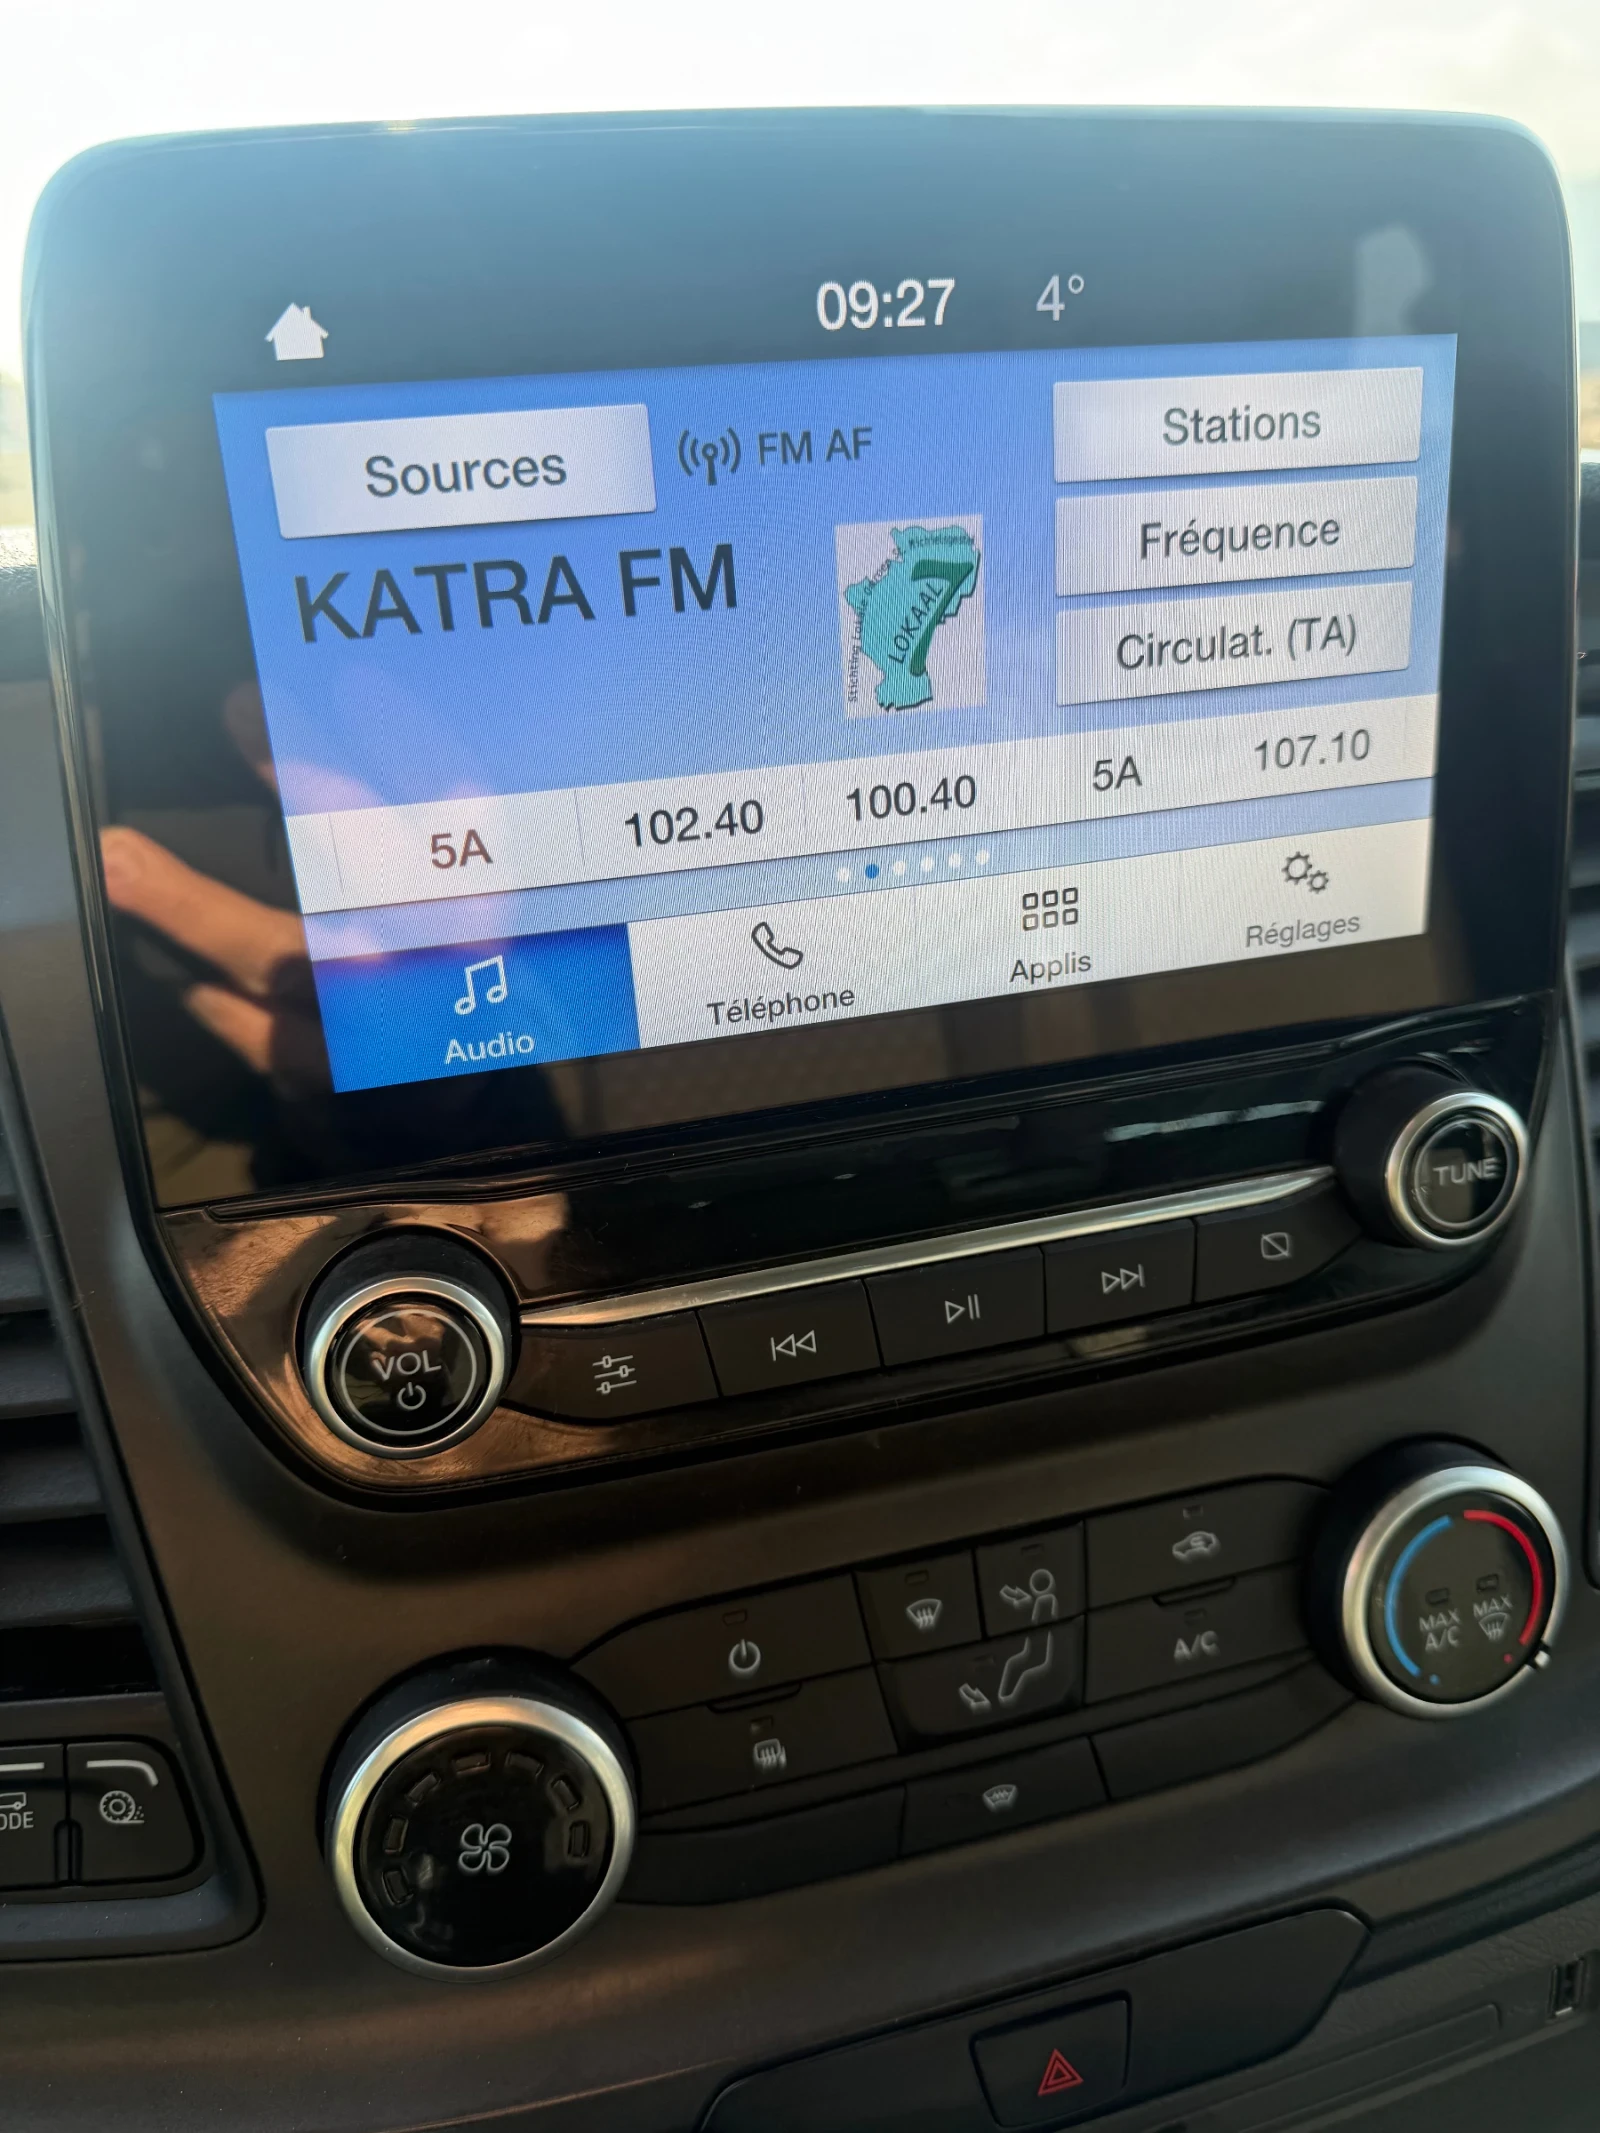 09:27 4°
Sources
FM AF
Stations
KATRA FM
LOKAAL
7
Fréquence
Circulat. (TA)
5A 102.40 100.40 5A 107.10
Audio
Téléphone
Applis
Réglages
TUNE
VOL
MAX
A/C
MAX
A/C